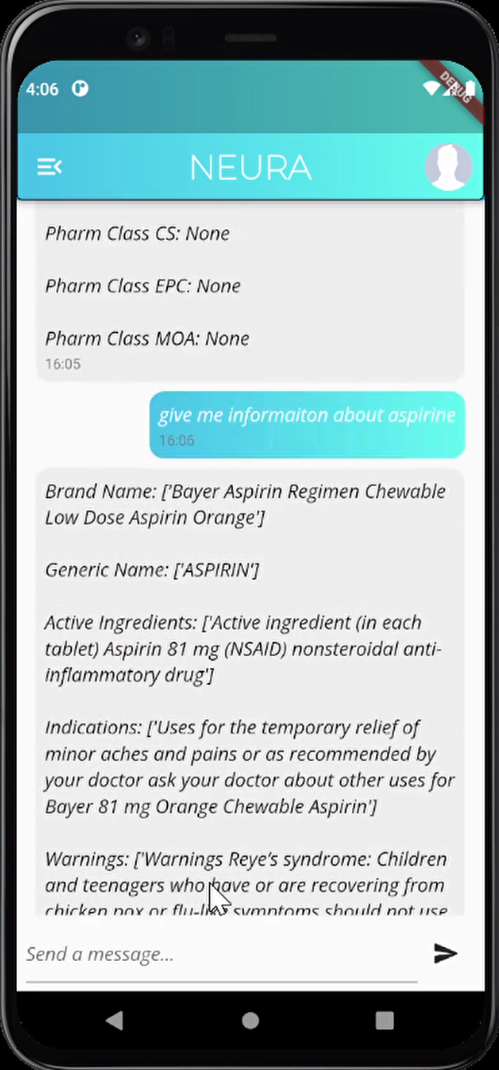 4:06
DEBUG
NEURA
Pharm Class CS: None
Pharm Class EPC: None
Pharm Class MOA: None
16:05
give me informaiton about aspirine
16:06
Brand Name: ['Bayer Aspirin Regimen Chewable
Low Dose Aspirin Orange']
Generic Name: ['ASPIRIN']
Active Ingredients: ['Active ingredient (in each
tablet) Aspirin 81 mg (NSAID) nonsteroidal anti-
inflammatory drug']
Indications: ['Uses for the temporary relief of
minor aches and pains or as recommended by
your doctor ask your doctor about other uses for
Bayer 81 mg Orange Chewable Aspirin']
Warnings: ['Warnings Reye's syndrome: Children
and teenagers who have or are recovering from
chicken pox or flu-like symptoms should not use
Send a message...